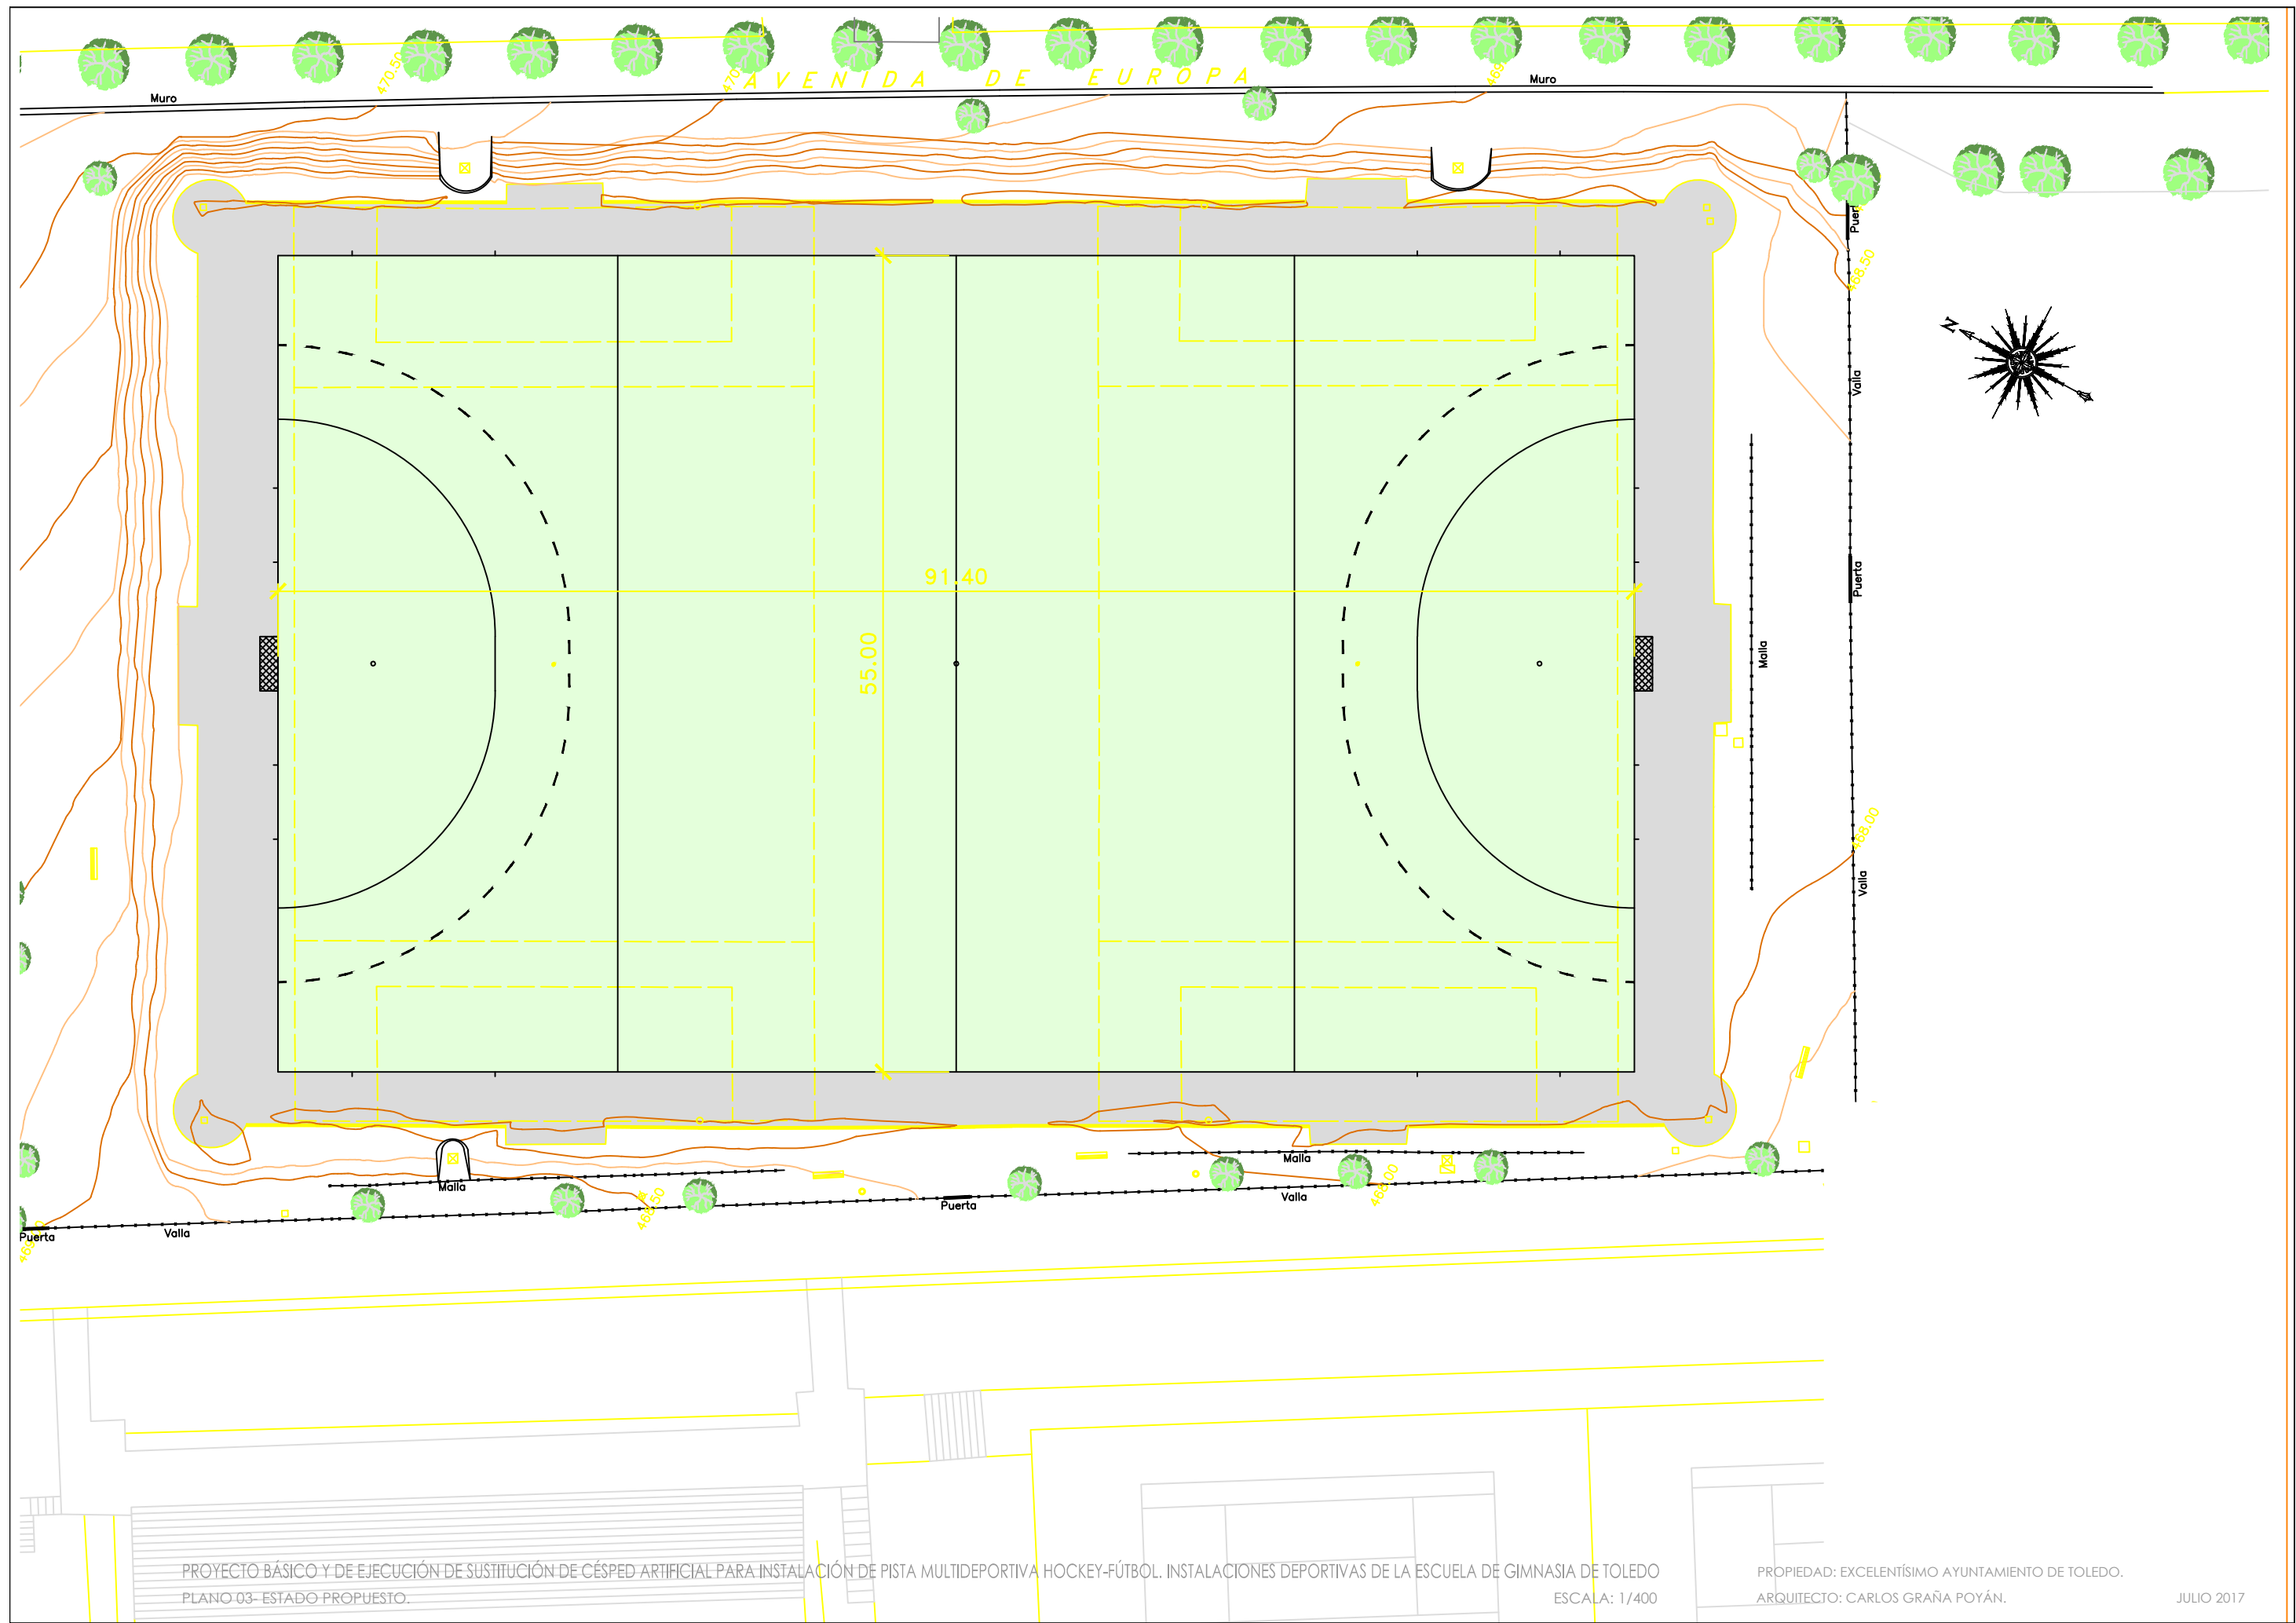 470.50
AVENIDA DE EUROPA
Muro
Muro
N
468.50
Valla
Puerta
Malla
91.40
55.00
468.00
Valla
Malla
Malla
468.50
Puerta
Valla
468.00
Puerta
Valla
PROYECTO BÁSICO Y DE EJECUCIÓN DE SUSTITUCIÓN DE CÉSPED ARTIFICIAL PARA INSTALACIÓN DE PISTA MULTIDEPORTIVA HOCKEY-FÚTBOL. INSTALACIONES DEPORTIVAS DE LA ESCUELA DE GIMNASIA DE TOLEDO
PLANO 03- ESTADO PROPUESTO.
ESCALA: 1/400
PROPIEDAD: EXCELENTÍSIMO AYUNTAMIENTO DE TOLEDO.
ARQUITECTO: CARLOS GRAÑA POYÁN.
JULIO 2017